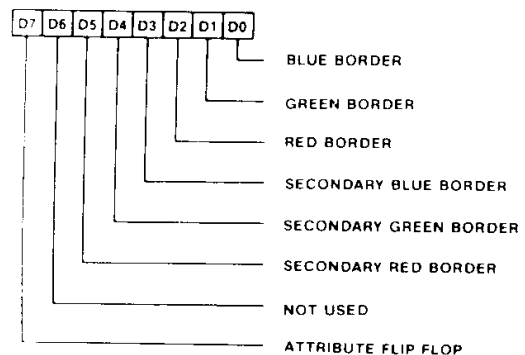 D7 D6 D5 D4 D3 D2 D1 D0
BLUE BORDER
GREEN BORDER
RED BORDER
SECONDARY BLUE BORDER
SECONDARY GREEN BORDER
SECONDARY RED BORDER
NOT USED
ATTRIBUTE FLIP FLOP